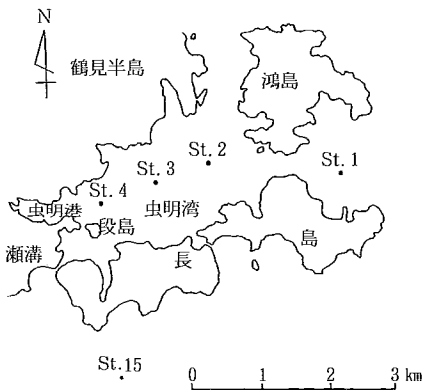 N
鶴見半島
鴻島
St.2
St.3
St.1
St.4
虫明港
虫明湾
段島
瀬溝
長
島
St.15
0 1 2 3 km